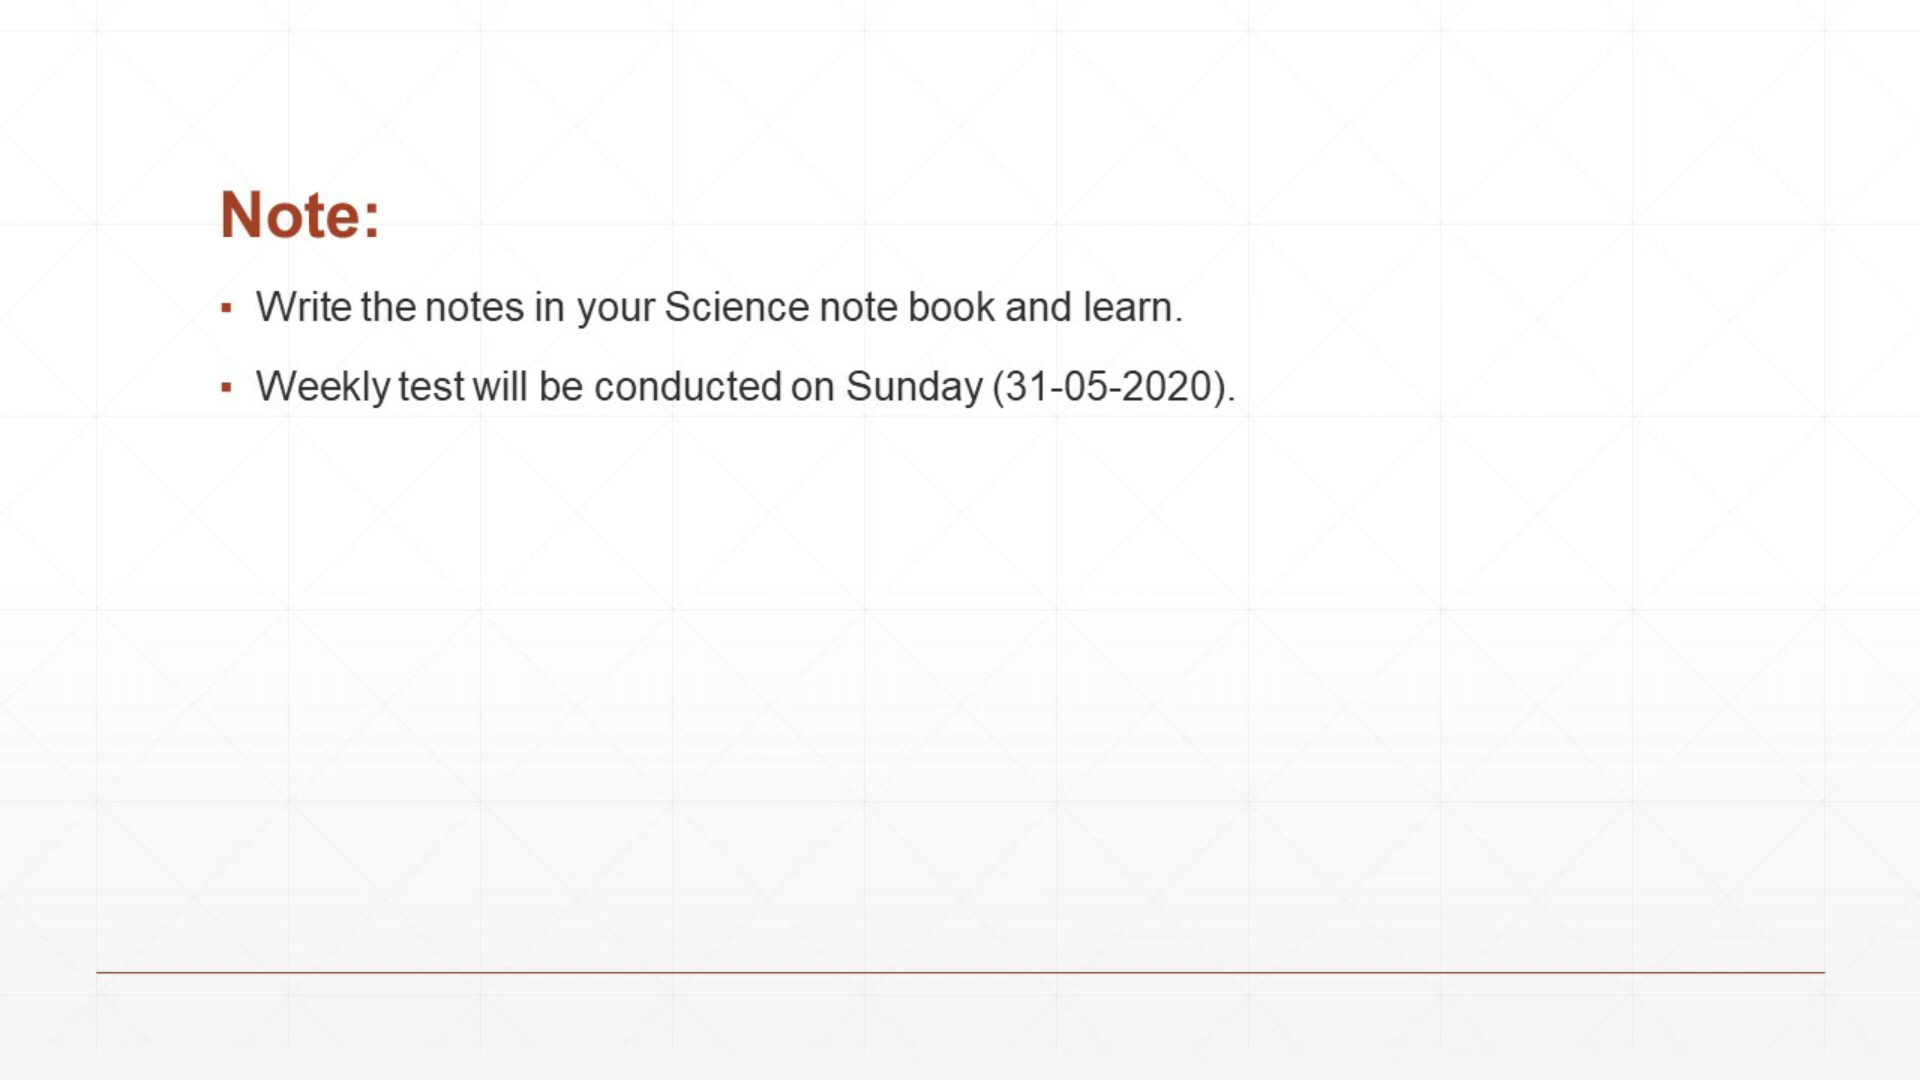 Note:
▪ Write the notes in your Science note book and learn.
▪ Weekly test will be conducted on Sunday (31-05-2020).